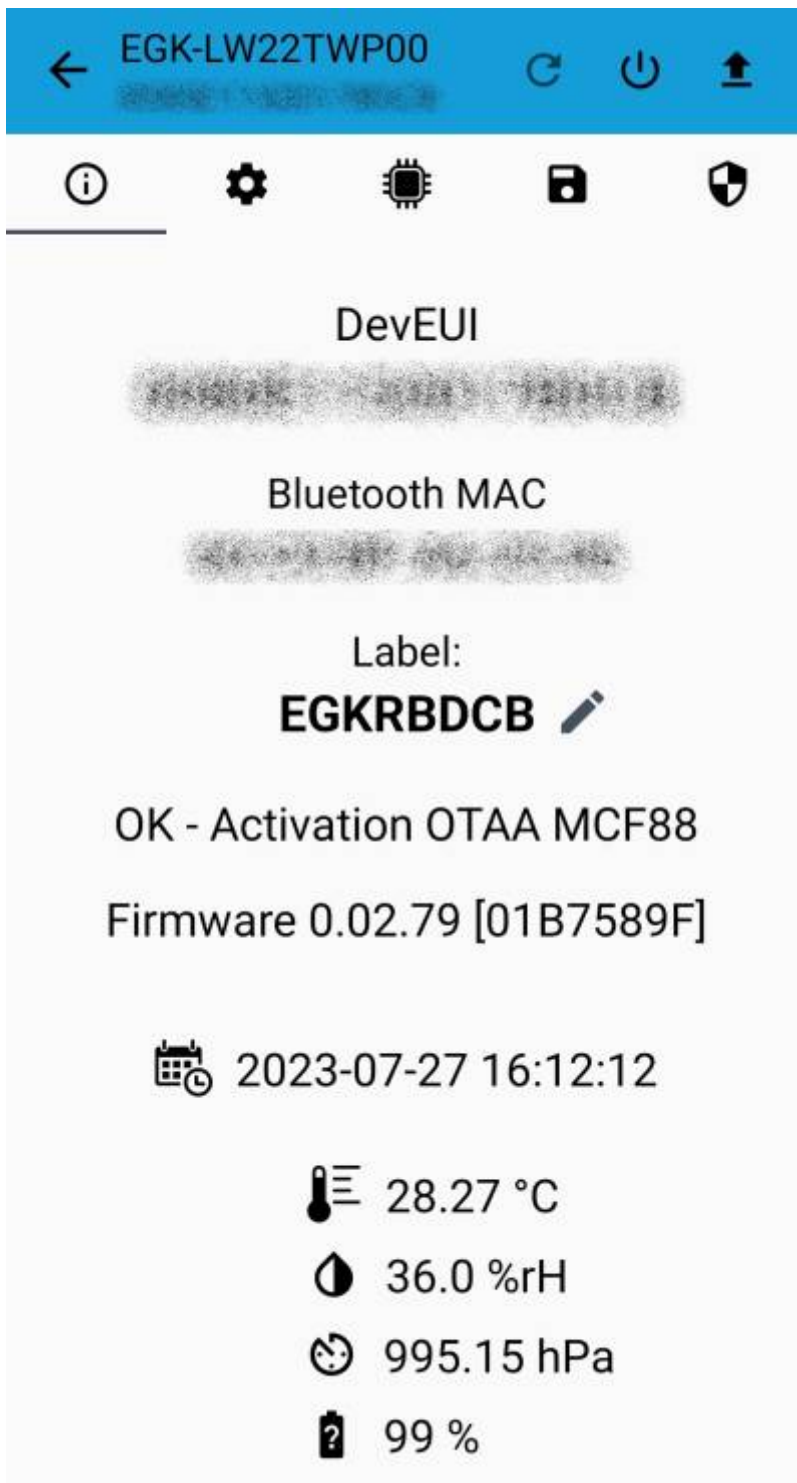 EGK-LW22TWP00
DevEUI
Bluetooth MAC
Label:
EGKRBDCB
OK - Activation OTAA MCF88
Firmware 0.02.79 [01B7589F]
2023-07-27 16:12:12
28.27 °C
36.0 %rH
995.15 hPa
99 %